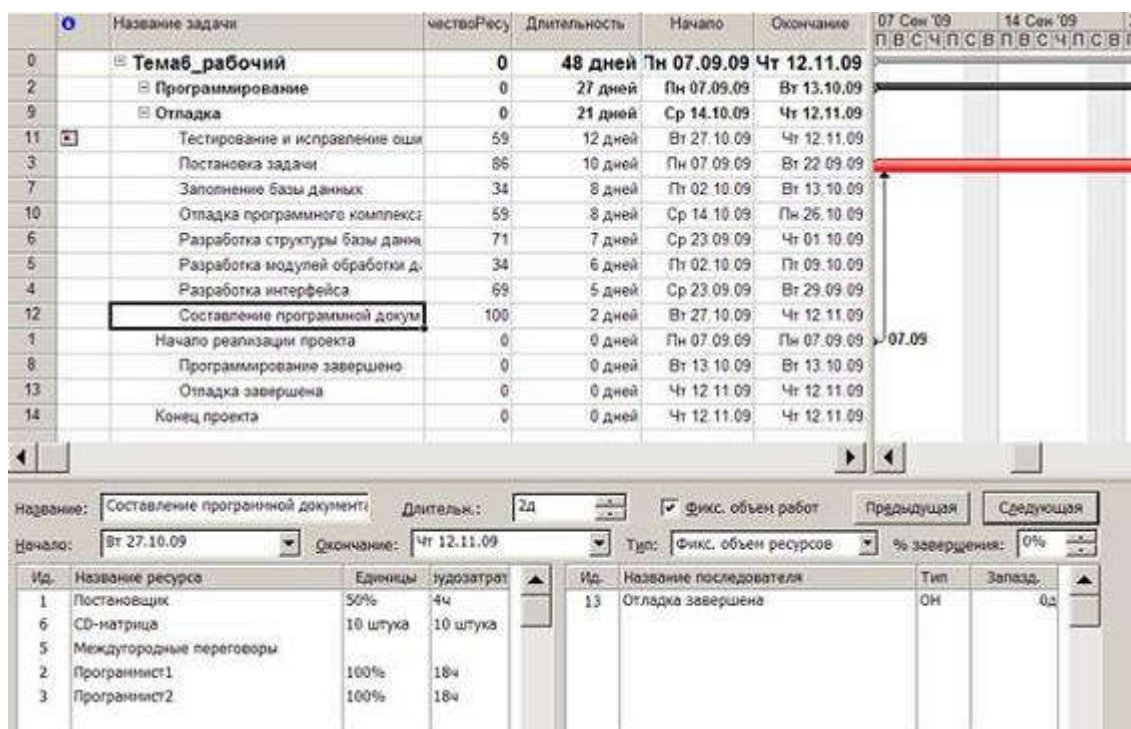 Название задачи чествоРесу Длительность Начало Окончание 07 Сен '09 14 Сен '09
П В С Ч П С В П В С Ч П С В
0 Тема6_рабочий 0 48 дней Пн 07.09.09 Чт 12.11.09
2 Программирование 0 27 дней Пн 07.09.09 Вт 13.10.09
9 Отладка 0 21 дней Ср 14.10.09 Чт 12.11.09
11 Тестирование и исправление оши 59 12 дней Вт 27.10.09 Чт 12.11.09
3 Постановка задачи 86 10 дней Пн 07.09.09 Вт 22.09.09
7 Заполнение базы данных 34 8 дней Пт 02.10.09 Вт 13.10.09
10 Отладка программного комплекса 59 8 дней Ср 14.10.09 Пн 26.10.09
6 Разработка структуры базы данн 71 7 дней Ср 23.09.09 Чт 01.10.09
5 Разработка модулей обработки д 34 6 дней Пт 02.10.09 Пт 09.10.09
4 Разработка интерфейса 69 5 дней Ср 23.09.09 Вт 29.09.09
12 Составление программной докум 100 2 дней Вт 27.10.09 Чт 12.11.09
1 Начало реализации проекта 0 0 дней Пн 07.09.09 Пн 07.09.09 07.09
8 Программирование завершено 0 0 дней Вт 13.10.09 Вт 13.10.09
13 Отладка завершена 0 0 дней Чт 12.11.09 Чт 12.11.09
14 Конец проекта 0 0 дней Чт 12.11.09 Чт 12.11.09
Название: Составление программной документа Длительн.: 2д Фикс. объем работ Предыдущая Следующая
Начало: Вт 27.10.09 Окончание: Чт 12.11.09 Тип: Фикс. объем ресурсов % завершения: 0%
Ид. Название ресурса Единицы рудозатрат Ид. Название последователя Тип Запазд.
1 Постановщик 50% 4ч 13 Отладка завершена ОН 0д
6 CD-матрица 10 штука 10 штука
5 Междугородные переговоры
2 Программист1 100% 18ч
3 Программист2 100% 18ч